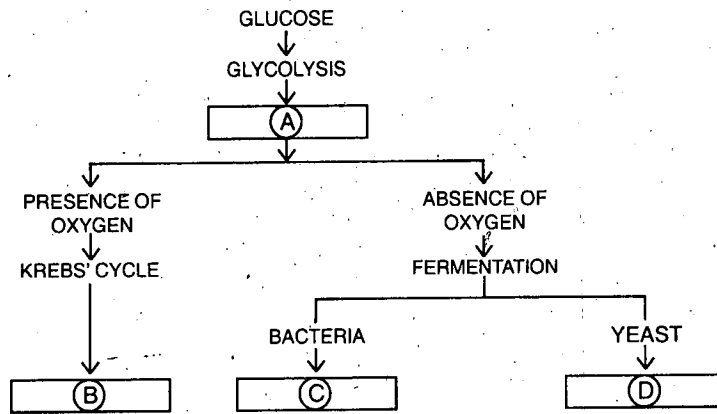 GLUCOSE
GLYCOLYSIS
A
PRESENCE OF
OXYGEN
KREBS' CYCLE
ABSENCE OF
OXYGEN
FERMENTATION
BACTERIA
YEAST
B
C
D